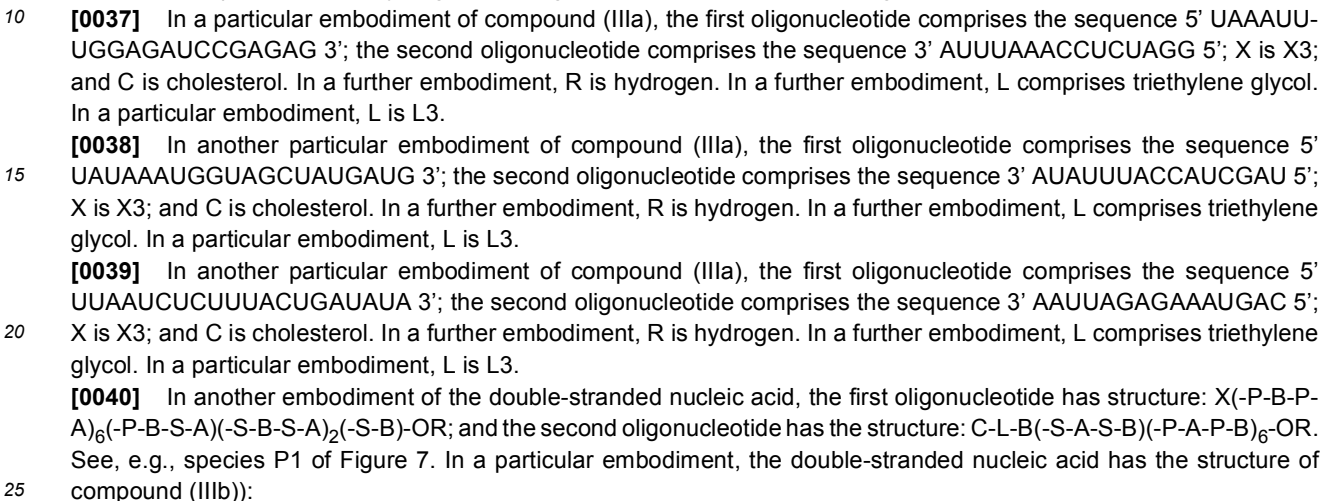 10 [0037] In a particular embodiment of compound (IIIa), the first oligonucleotide comprises the sequence 5’ UAAAUU-
UGGAGAUCCGAGAG 3’; the second oligonucleotide comprises the sequence 3’ AUUUAAACCUCUAGG 5’; X is X3;
and C is cholesterol. In a further embodiment, R is hydrogen. In a further embodiment, L comprises triethylene glycol.
In a particular embodiment, L is L3.
[0038] In another particular embodiment of compound (IIIa), the first oligonucleotide comprises the sequence 5’
15 UAUAAAUGGUAGCUAUGAUG 3’; the second oligonucleotide comprises the sequence 3’ AUAUUUACCAUCGAU 5’;
X is X3; and C is cholesterol. In a further embodiment, R is hydrogen. In a further embodiment, L comprises triethylene
glycol. In a particular embodiment, L is L3.
[0039] In another particular embodiment of compound (IIIa), the first oligonucleotide comprises the sequence 5’
UUAAUCUCUUUACUGAUAUA 3’; the second oligonucleotide comprises the sequence 3’ AAUUAGAGAAAUGAC 5’;
20 X is X3; and C is cholesterol. In a further embodiment, R is hydrogen. In a further embodiment, L comprises triethylene
glycol. In a particular embodiment, L is L3.
[0040] In another embodiment of the double-stranded nucleic acid, the first oligonucleotide has structure: X(-P-B-P-
A)6(-P-B-S-A)(-S-B-S-A)2(-S-B)-OR; and the second oligonucleotide has the structure: C-L-B(-S-A-S-B)(-P-A-P-B)6-OR.
See, e.g., species P1 of Figure 7. In a particular embodiment, the double-stranded nucleic acid has the structure of
25 compound (IIIb)):